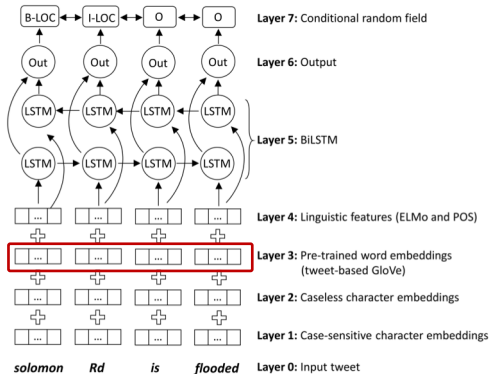 B-LOC I-LOC O O Layer 7: Conditional random field
Out Out Out Out Layer 6: Output
LSTM LSTM LSTM LSTM
Layer 5: BiLSTM
LSTM LSTM LSTM LSTM
... ... ... ... Layer 4: Linguistic features (ELMo and POS)
... ... ... ... Layer 3: Pre-trained word embeddings
(tweet-based GloVe)
... ... ... ... Layer 2: Caseless character embeddings
... ... ... ... Layer 1: Case-sensitive character embeddings
solomon Rd is flooded Layer 0: Input tweet